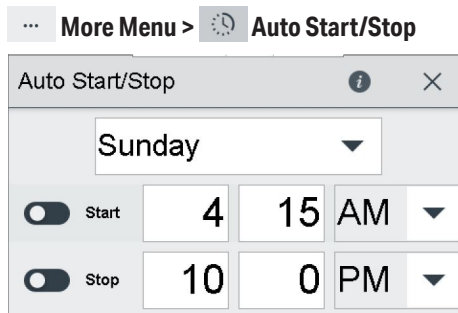 ... More Menu > Auto Start/Stop
Auto Start/Stop i
Sunday
Start 4 15 AM
Stop 10 0 PM